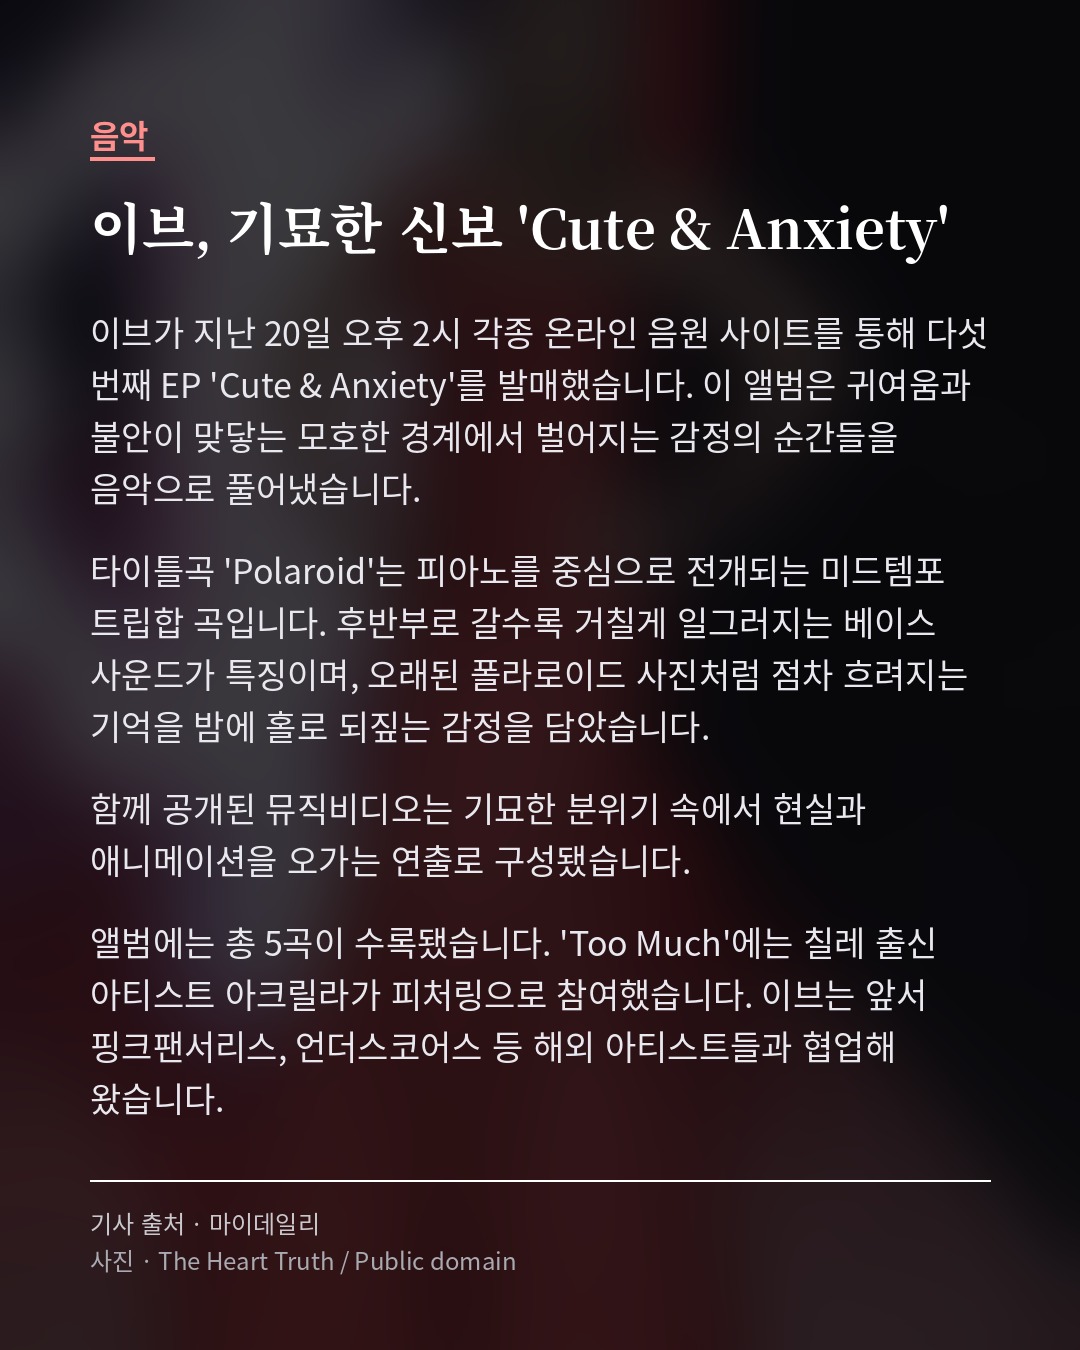 음악
이브, 기묘한 신보 'Cute & Anxiety'
이브가 지난 20일 오후 2시 각종 온라인 음원 사이트를 통해 다섯
번째 EP 'Cute & Anxiety'를 발매했습니다. 이 앨범은 귀여움과
불안이 맞닿는 모호한 경계에서 벌어지는 감정의 순간들을
음악으로 풀어냈습니다.
타이틀곡 'Polaroid'는 피아노를 중심으로 전개되는 미드템포
트립합 곡입니다. 후반부로 갈수록 거칠게 일그러지는 베이스
사운드가 특징이며, 오래된 폴라로이드 사진처럼 점차 흐려지는
기억을 밤에 홀로 되짚는 감정을 담았습니다.
함께 공개된 뮤직비디오는 기묘한 분위기 속에서 현실과
애니메이션을 오가는 연출로 구성됐습니다.
앨범에는 총 5곡이 수록됐습니다. 'Too Much'에는 칠레 출신
아티스트 아크릴라가 피처링으로 참여했습니다. 이브는 앞서
핑크팬서리스, 언더스코어스 등 해외 아티스트들과 협업해
왔습니다.
기사 출처 · 마이데일리
사진 · The Heart Truth / Public domain